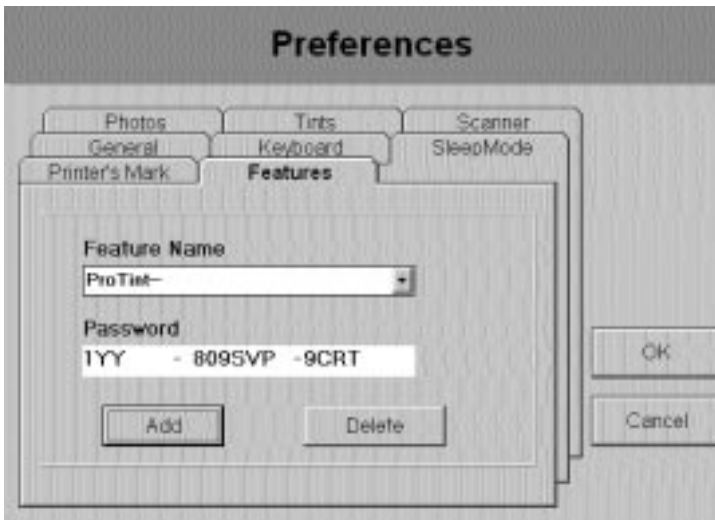 Preferences
Photos Tints Scanner
General Keyboard SleepMode
Printer's Mark Features
Feature Name
ProTint–
Password
1YY - 809SVP -9CRT
OK
Add Delete
Cancel